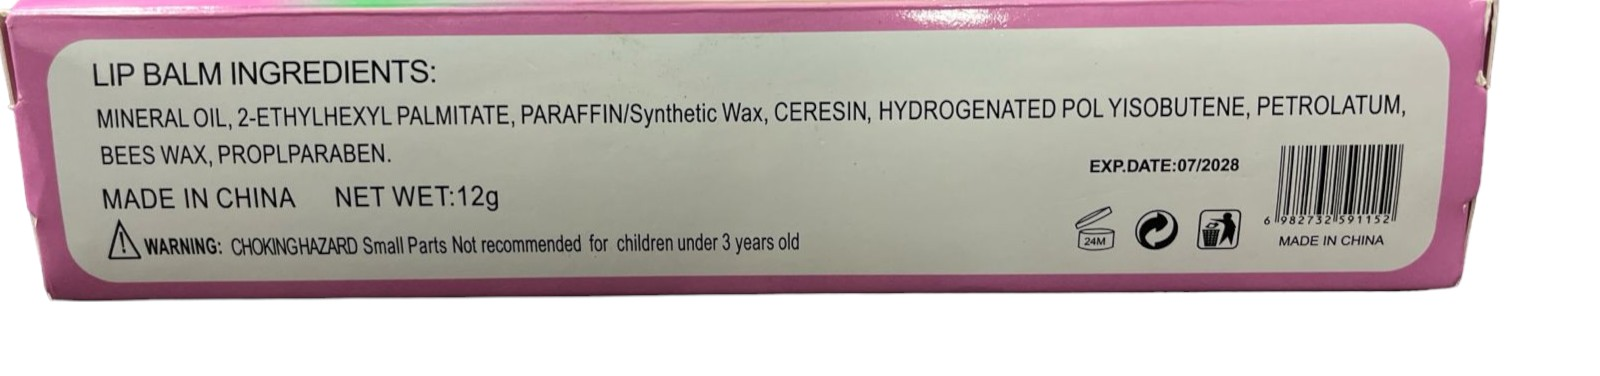 LIP BALM INGREDIENTS:
MINERAL OIL, 2-ETHYLHEXYL PALMITATE, PARAFFIN/Synthetic Wax, CERESIN, HYDROGENATED POL YISOBUTENE, PETROLATUM,
BEES WAX, PROPLPARABEN.
EXP.DATE:07/2028
MADE IN CHINA NET WET:12g
6 982732 591152
24M
WARNING: CHOKINGHAZARD Small Parts Not recommended for children under 3 years old
MADE IN CHINA